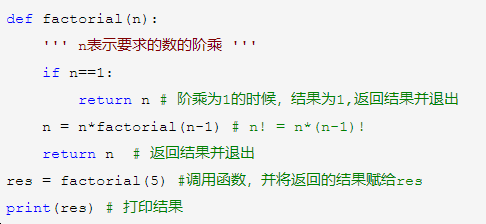 def factorial(n):
    ''' n表示要求的数的阶乘 '''
    if n==1:
        return n # 阶乘为1的时候，结果为1,返回结果并退出
    n = n*factorial(n-1) # n! = n*(n-1)!
    return n  # 返回结果并退出
res = factorial(5) #调用函数，并将返回的结果赋给res
print(res) # 打印结果